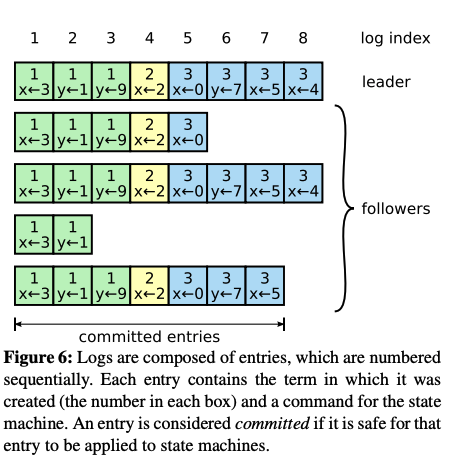 1 2 3 4 5 6 7 8 log index
1 1 1 2 3 3 3 3
x←3 y←1 y←9 x←2 x←0 y←7 x←5 x←4
leader
1 1 1 2 3
x←3 y←1 y←9 x←2 x←0
1 1 1 2 3 3 3 3
x←3 y←1 y←9 x←2 x←0 y←7 x←5 x←4
followers
1 1
x←3 y←1
1 1 1 2 3 3 3
x←3 y←1 y←9 x←2 x←0 y←7 x←5
committed entries
Figure 6: Logs are composed of entries, which are numbered
sequentially. Each entry contains the term in which it was
created (the number in each box) and a command for the state
machine. An entry is considered committed if it is safe for that
entry to be applied to state machines.